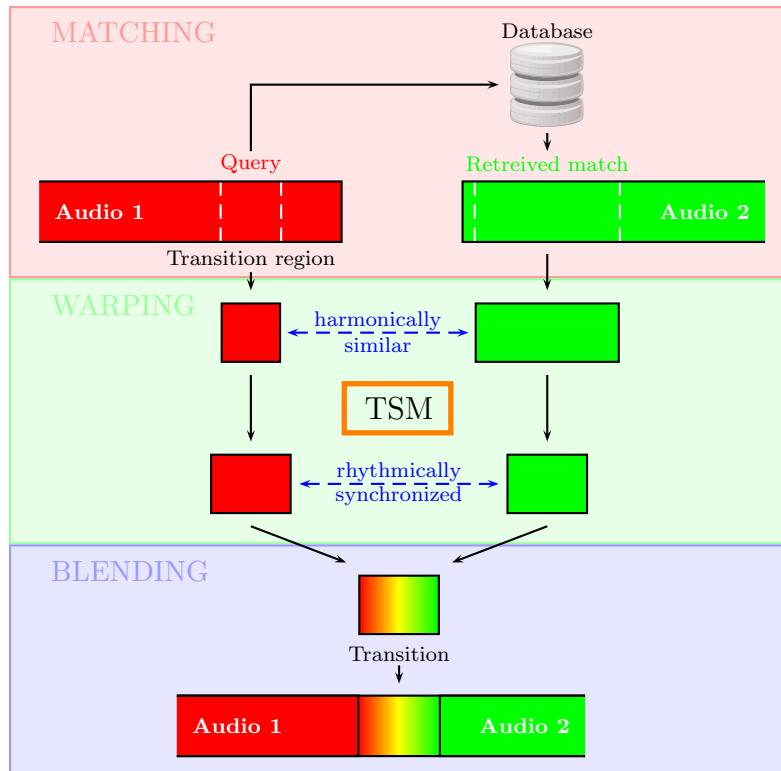 MATCHING
Database
Query
Retreived match
Audio 1
Audio 2
Transition region
WARPING
harmonically
similar
TSM
rhythmically
synchronized
BLENDING
Transition
Audio 1
Audio 2